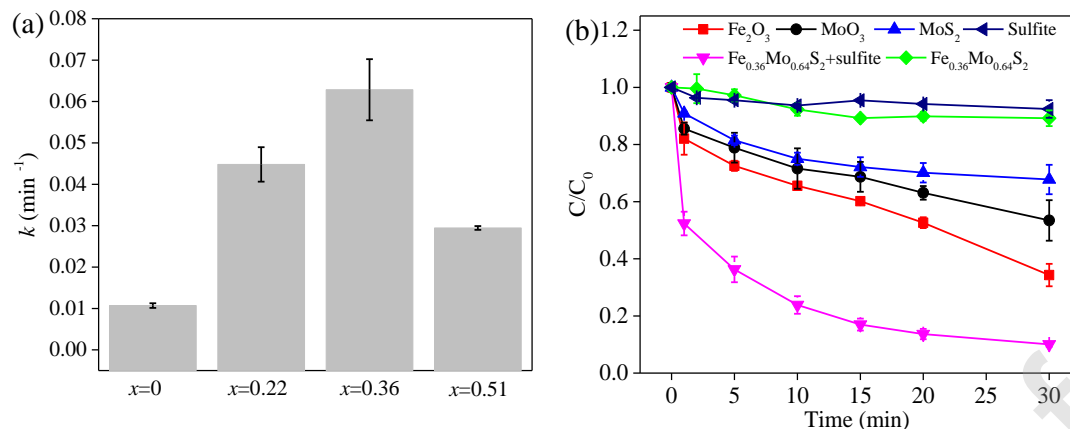 (a)
0.08
0.07
0.06
0.05
0.04
0.03
0.02
0.01
0.00
k (min⁻¹)
x=0 x=0.22 x=0.36 x=0.51
(b)
Fe₂O₃ MoO₃ MoS₂ Sulfite
Fe₀.₃₆Mo₀.₆₄S₂+sulfite Fe₀.₃₆Mo₀.₆₄S₂
1.2
1.0
0.8
0.6
0.4
0.2
0.0
C/C₀
0 5 10 15 20 25 30
Time (min)